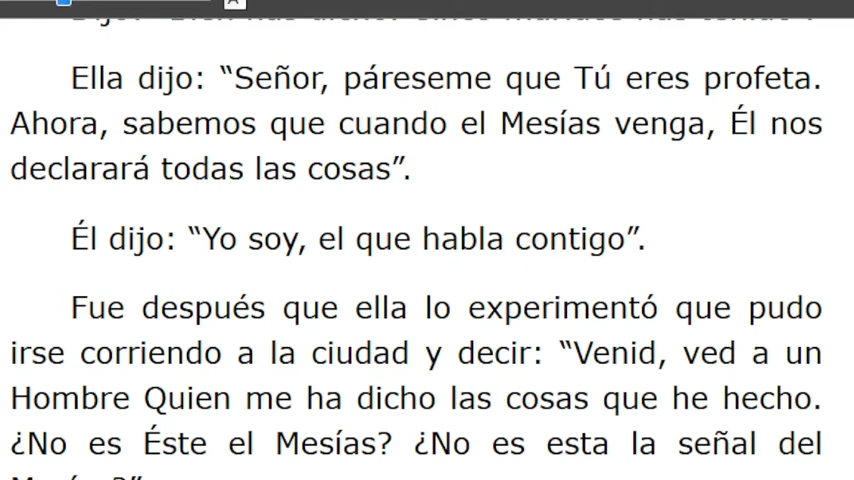 Ella dijo: “Señor, páreseme que Tú eres profeta.
Ahora, sabemos que cuando el Mesías venga, Él nos
declarará todas las cosas”.
Él dijo: “Yo soy, el que habla contigo”.
Fue después que ella lo experimentó que pudo
irse corriendo a la ciudad y decir: “Venid, ved a un
Hombre Quien me ha dicho las cosas que he hecho.
¿No es Éste el Mesías? ¿No es esta la señal del